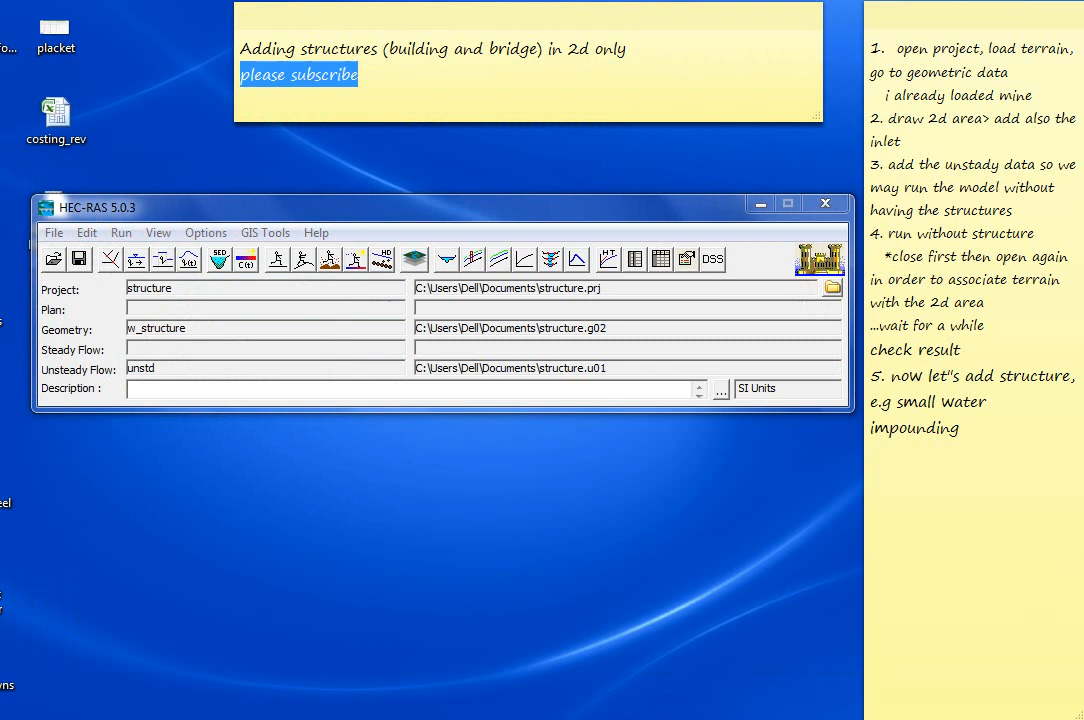 fo...
placket
costing_rev
eel
wns
Adding structures (building and bridge) in 2d only
please subscribe
HEC-RAS 5.0.3
File Edit Run View Options GIS Tools Help
SED C(t) HD HT DSS
Project: structure C:\Users\Dell\Documents\structure.prj
Plan:
Geometry: w_structure C:\Users\Dell\Documents\structure.g02
Steady Flow:
Unsteady Flow: unstd C:\Users\Dell\Documents\structure.u01
Description : ... SI Units
1. open project, load terrain,
go to geometric data
i already loaded mine
2. draw 2d area> add also the
inlet
3. add the unstady data so we
may run the model without
having the structures
4. run without structure
*close first then open again
in order to associate terrain
with the 2d area
...wait for a while
check result
5. now let"s add structure,
e.g small water
impounding